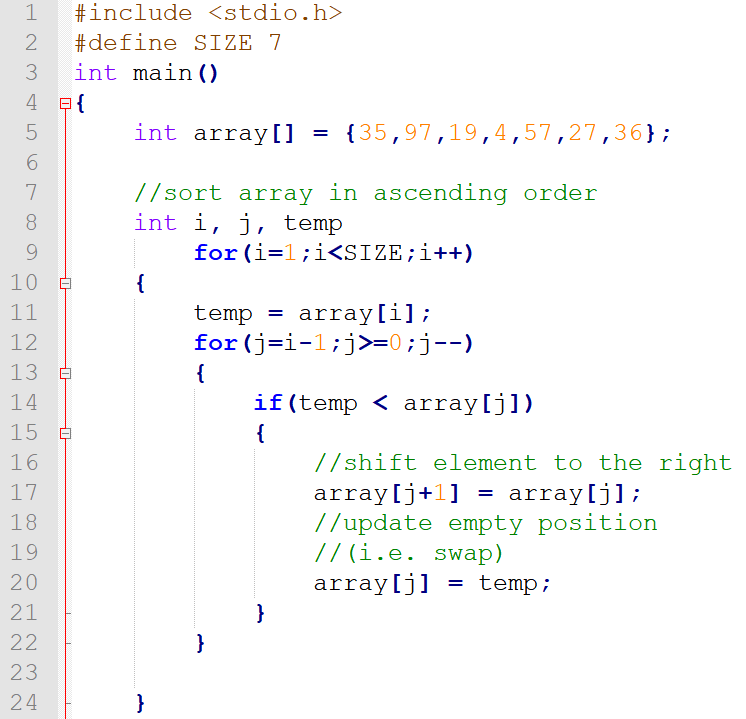 1 #include <stdio.h>
2 #define SIZE 7
3 int main()
4 {
5 int array[] = {35,97,19,4,57,27,36};
6
7 //sort array in ascending order
8 int i, j, temp
9 for(i=1;i<SIZE;i++)
10 {
11 temp = array[i];
12 for(j=i-1;j>=0;j--)
13 {
14 if(temp < array[j])
15 {
16 //shift element to the right
17 array[j+1] = array[j];
18 //update empty position
19 //(i.e. swap)
20 array[j] = temp;
21 }
22 }
23
24 }